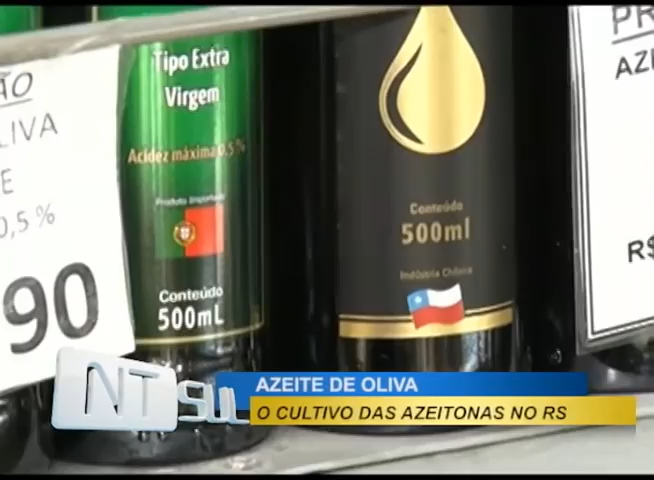 ÃO
LIVA
E
0,5 %
90
Tipo Extra
Virgem
Acidez máxima 0,5%
Produto Importado
Conteúdo
500mL
Conteúdo
500ml
Indústria Chilena
PR
AZEI
R$
NT SUL
AZEITE DE OLIVA
O CULTIVO DAS AZEITONAS NO RS